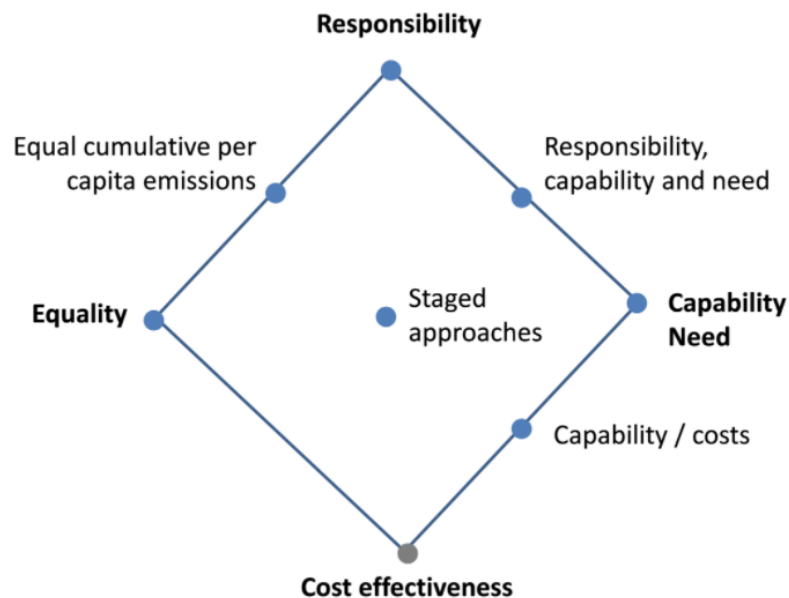 Responsibility
Equal cumulative per
capita emissions
Responsibility,
capability and need
Equality
Staged
approaches
Capability
Need
Capability / costs
Cost effectiveness